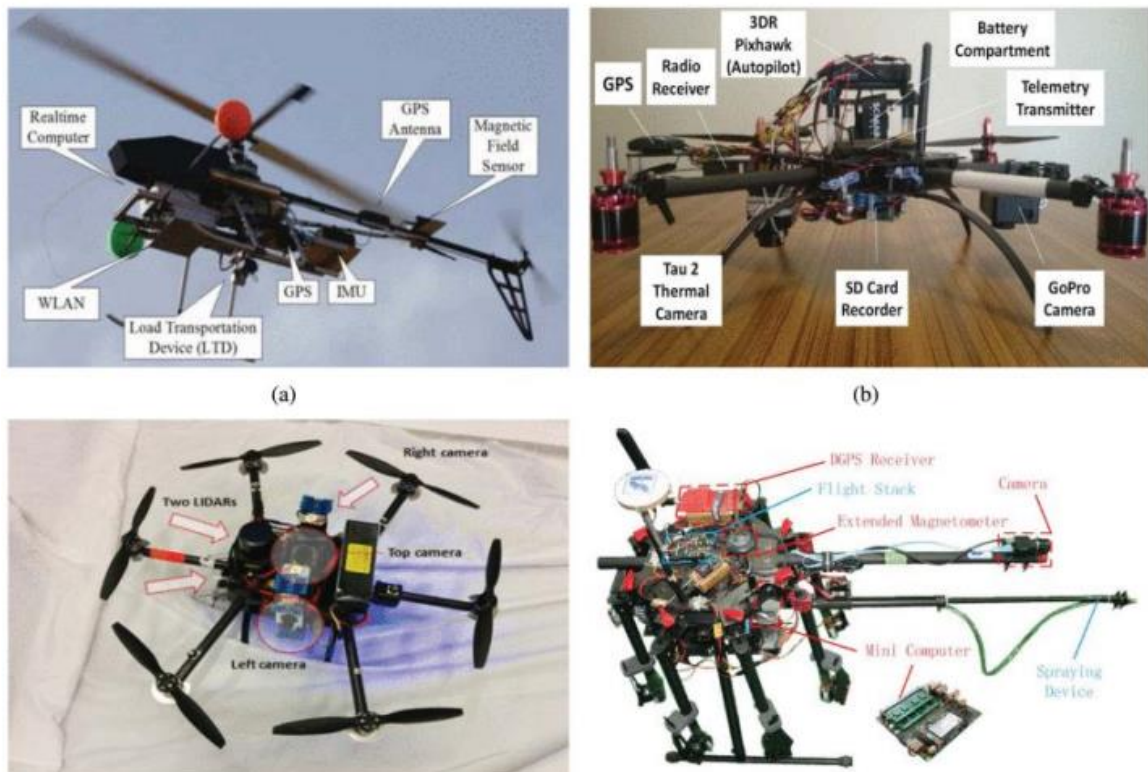 Realtime
Computer
GPS
Antenna
Magnetic
Field
Sensor
WLAN
Load Transportation
Device (LTD)
GPS
IMU
(a)
3DR
Pixhawk
(Autopilot)
Battery
Compartment
GPS
Radio
Receiver
Telemetry
Transmitter
Tau 2
Thermal
Camera
SD Card
Recorder
GoPro
Camera
(b)
Right camera
Two LIDARs
Top camera
Left camera
DGPS Receiver
Flight Stack
Camera
Extended Magnetometer
Mini Computer
Spraying
Device